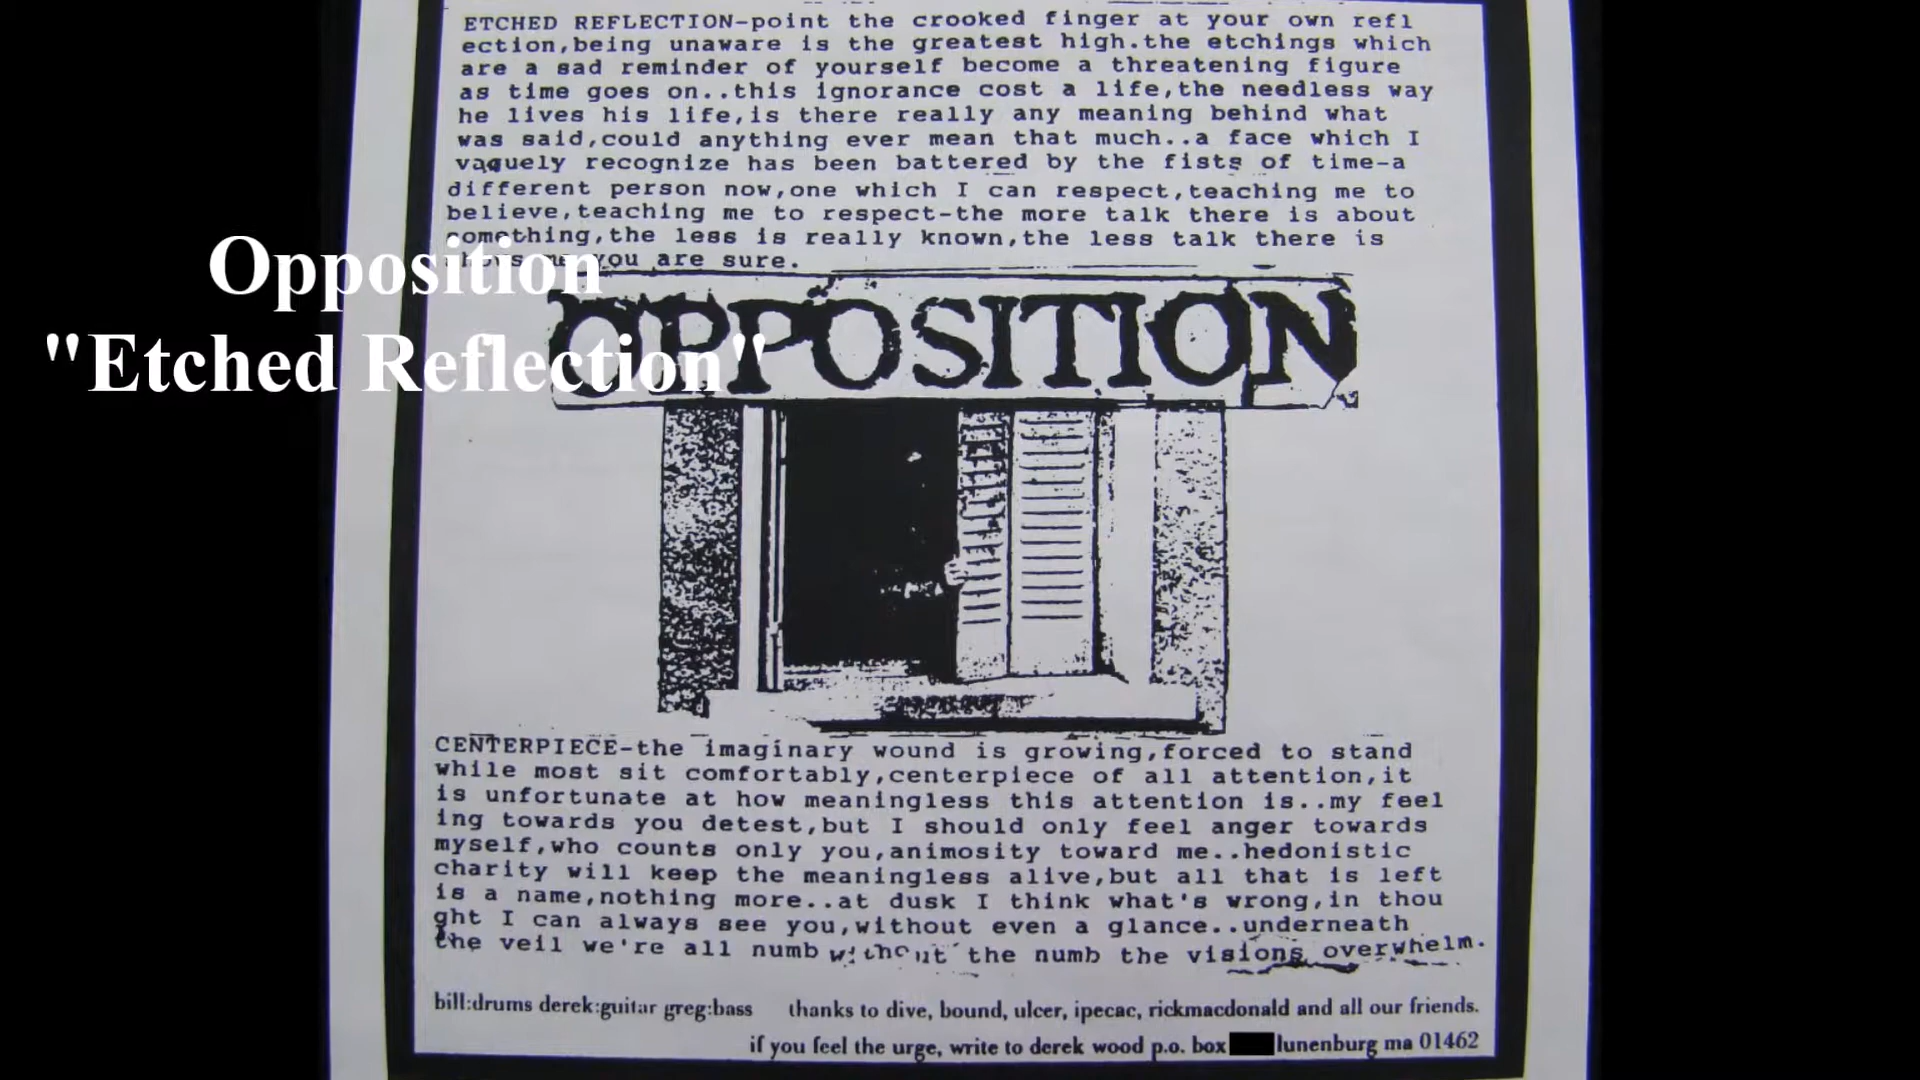 ETCHED REFLECTION-point the crooked finger at your own refl
ection,being unaware is the greatest high.the etchings which
are a sad reminder of yourself become a threatening figure
as time goes on..this ignorance cost a life,the needless way
he lives his life,is there really any meaning behind what
was said,could anything ever mean that much..a face which I
vaguely recognize has been battered by the fists of time-a
different person now,one which I can respect,teaching me to
believe,teaching me to respect-the more talk there is about
something,the less is really known,the less talk there is
you are sure.
Opposition
"Etched Reflection"
OPPOSITION
CENTERPIECE-the imaginary wound is growing,forced to stand
while most sit comfortably,centerpiece of all attention,it
is unfortunate at how meaningless this attention is..my feel
ing towards you detest,but I should only feel anger towards
myself,who counts only you,animosity toward me..hedonistic
charity will keep the meaningless alive,but all that is left
is a name,nothing more..at dusk I think what's wrong,in thou
ght I can always see you,without even a glance..underneath
the veil we're all numb without the numb the visions overwhelm.
bill:drums derek:guitar greg:bass thanks to dive, bound, ulcer, ipecac, rickmacdonald and all our friends.
if you feel the urge, write to derek wood p.o. box lunenburg ma 01462